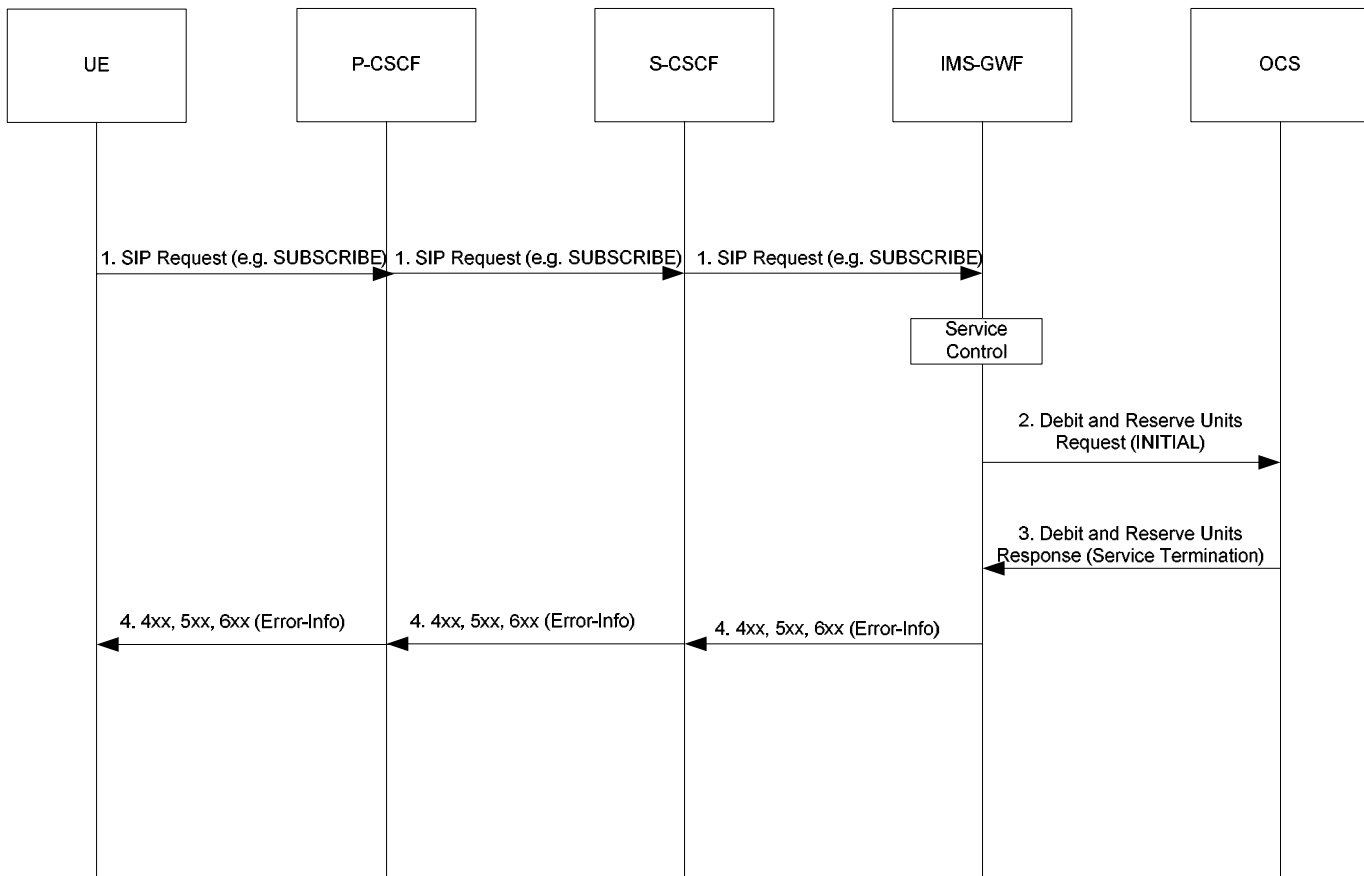 UE
P-CSCF
S-CSCF
IMS-GWF
OCS
1. SIP Request (e.g. SUBSCRIBE)
1. SIP Request (e.g. SUBSCRIBE)
1. SIP Request (e.g. SUBSCRIBE)
Service
Control
2. Debit and Reserve Units
Request (INITIAL)
3. Debit and Reserve Units
Response (Service Termination)
4. 4xx, 5xx, 6xx (Error-Info)
4. 4xx, 5xx, 6xx (Error-Info)
4. 4xx, 5xx, 6xx (Error-Info)